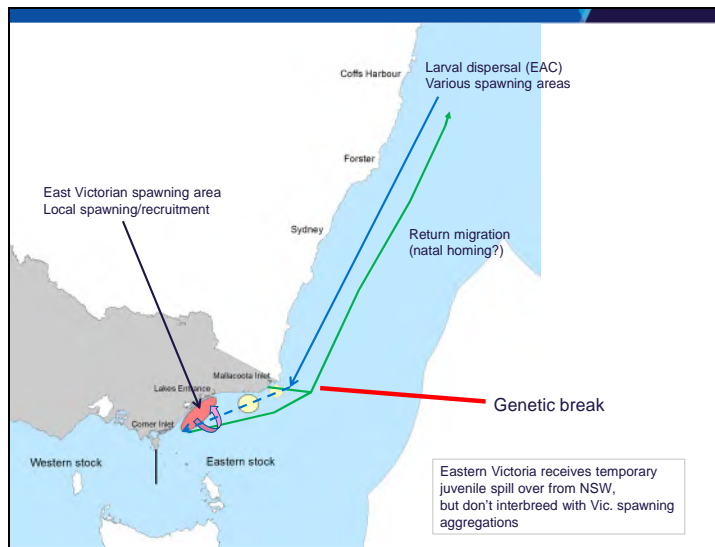 Coffs Harbour
Larval dispersal (EAC)
Various spawning areas
Forster
East Victorian spawning area
Local spawning/recruitment
Sydney
Return migration
(natal homing?)
Mallacoota Inlet
Lakes Entrance
Corner Inlet
Genetic break
Western stock
Eastern stock
Eastern Victoria receives temporary
juvenile spill over from NSW,
but don't interbreed with Vic. spawning
aggregations